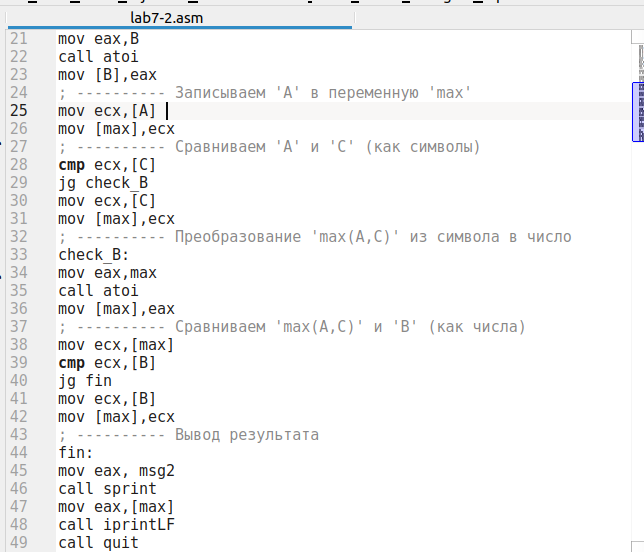 lab7-2.asm
21 mov eax,B
22 call atoi
23 mov [B],eax
24 ; ---------- Записываем 'A' в переменную 'max'
25 mov ecx,[A]
26 mov [max],ecx
27 ; ---------- Сравниваем 'A' и 'C' (как символы)
28 cmp ecx,[C]
29 jg check_B
30 mov ecx,[C]
31 mov [max],ecx
32 ; ---------- Преобразование 'max(A,C)' из символа в число
33 check_B:
34 mov eax,max
35 call atoi
36 mov [max],eax
37 ; ---------- Сравниваем 'max(A,C)' и 'B' (как числа)
38 mov ecx,[max]
39 cmp ecx,[B]
40 jg fin
41 mov ecx,[B]
42 mov [max],ecx
43 ; ---------- Вывод результата
44 fin:
45 mov eax, msg2
46 call sprint
47 mov eax,[max]
48 call iprintLF
49 call quit